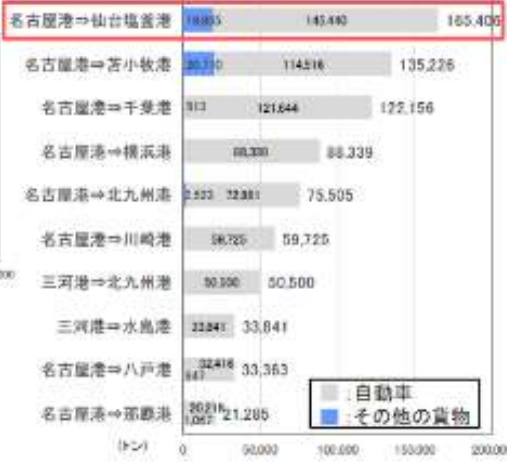 名古屋港⇒仙台塩釜港 145,440 165,406
名古屋港⇒苫小牧港 114,516 135,226
名古屋港⇒千葉港 513 121,644 122,156
名古屋港⇒横浜港 88,339
名古屋港⇒北九州港 75,505
名古屋港⇒川崎港 59,725 59,725
三河港⇒北九州港 50,500 50,500
三河港⇒水島港 33,841 33,841
名古屋港⇒八戸港 32,416 33,363
名古屋港⇒那覇港 21,285
:自動車
:その他の貨物
(トン) 0 50,000 100,000 150,000 200,00